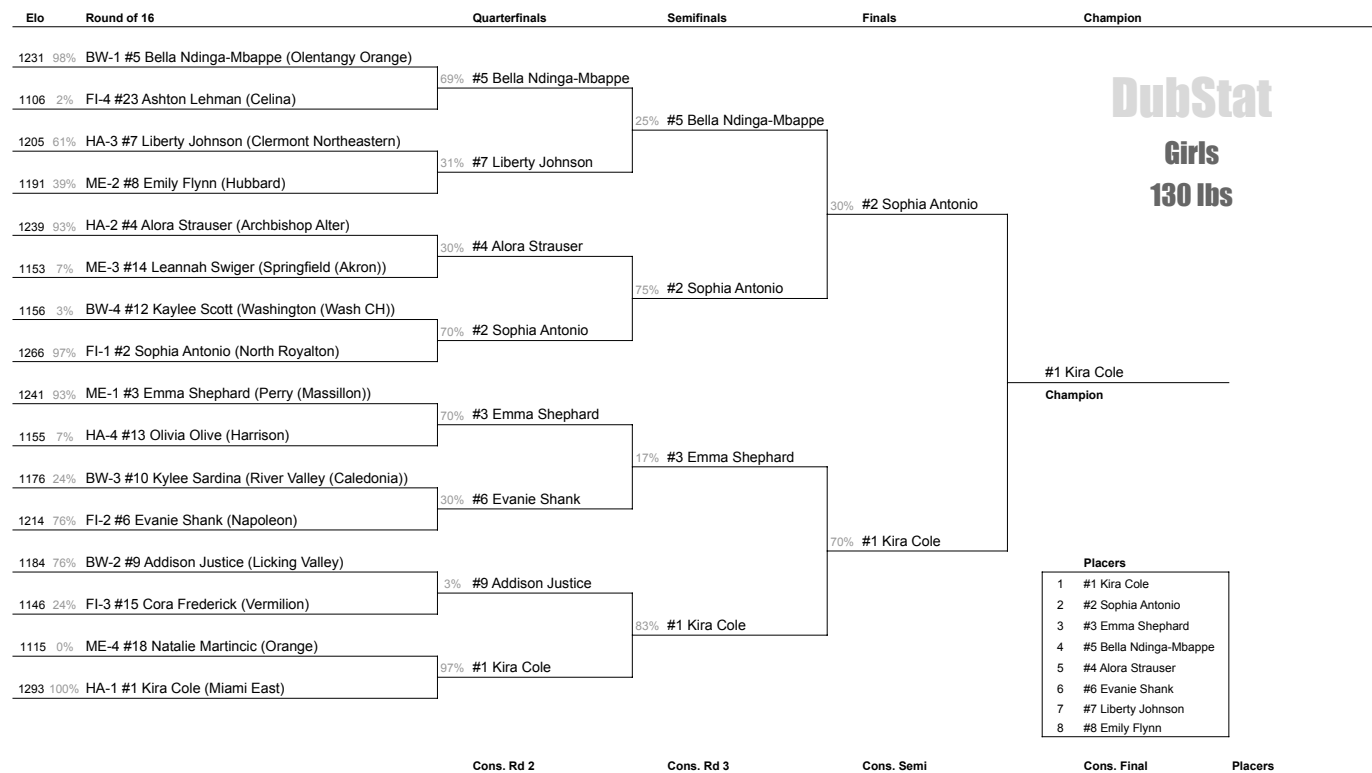 Elo Round of 16 Quarterfinals Semifinals Finals Champion
1231 98% BW-1 #5 Bella Ndinga-Mbappe (Olentangy Orange)
69% #5 Bella Ndinga-Mbappe
1106 2% FI-4 #23 Ashton Lehman (Celina)
25% #5 Bella Ndinga-Mbappe
1205 61% HA-3 #7 Liberty Johnson (Clermont Northeastern)
31% #7 Liberty Johnson
1191 39% ME-2 #8 Emily Flynn (Hubbard)
30% #2 Sophia Antonio
1239 93% HA-2 #4 Alora Strauser (Archbishop Alter)
30% #4 Alora Strauser
1153 7% ME-3 #14 Leannah Swiger (Springfield (Akron))
75% #2 Sophia Antonio
1156 3% BW-4 #12 Kaylee Scott (Washington (Wash CH))
70% #2 Sophia Antonio
1266 97% FI-1 #2 Sophia Antonio (North Royalton)
#1 Kira Cole
Champion
1241 93% ME-1 #3 Emma Shephard (Perry (Massillon))
70% #3 Emma Shephard
1155 7% HA-4 #13 Olivia Olive (Harrison)
17% #3 Emma Shephard
1176 24% BW-3 #10 Kylee Sardina (River Valley (Caledonia))
30% #6 Evanie Shank
1214 76% FI-2 #6 Evanie Shank (Napoleon)
70% #1 Kira Cole
1184 76% BW-2 #9 Addison Justice (Licking Valley)
3% #9 Addison Justice
1146 24% FI-3 #15 Cora Frederick (Vermilion)
83% #1 Kira Cole
1115 0% ME-4 #18 Natalie Martincic (Orange)
97% #1 Kira Cole
1293 100% HA-1 #1 Kira Cole (Miami East)
DubStat
Girls
130 lbs
Placers
1 #1 Kira Cole
2 #2 Sophia Antonio
3 #3 Emma Shephard
4 #5 Bella Ndinga-Mbappe
5 #4 Alora Strauser
6 #6 Evanie Shank
7 #7 Liberty Johnson
8 #8 Emily Flynn
Cons. Rd 2 Cons. Rd 3 Cons. Semi Cons. Final Placers